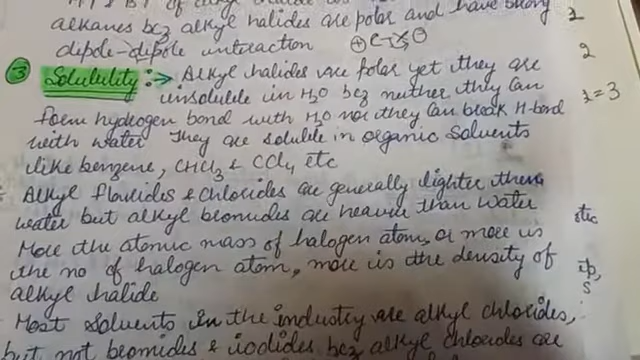 alkanes bcz alkyl halides are polar and have strong
dipole-dipole interaction
③ Solubility :→ Alkyl halides are polar yet they are
insoluble in H2O bcz neither they can
form hydrogen bond with H2O nor they can break H-bond
with water They are soluble in organic solvents
like benzene, CHCl3 & CCl4 etc
Alkyl flourides & chlorides are generally lighter then
water but alkyl bromides are heavier than water
More the atomic mass of halogen atom, or more is
the no of halogen atom, more is the density of
alkyl halide
Most solvents in the industry are alkyl chlorides,
but not bromides & iodides bcz alkyl chlorides are